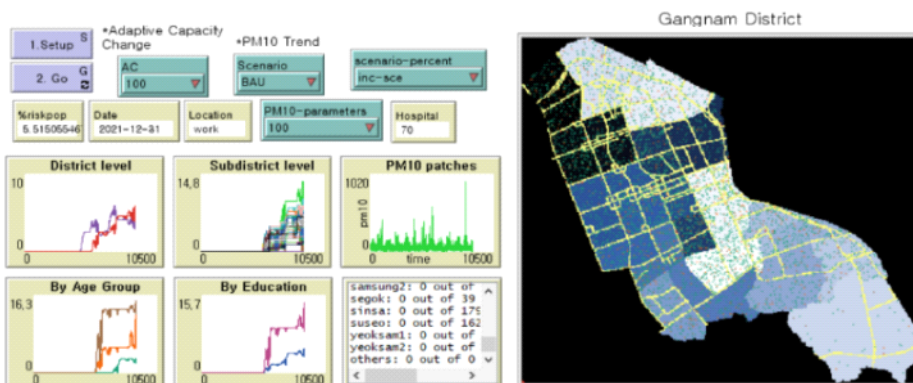 Gangnam District
1.Setup S
2. Go G
*Adaptive Capacity
Change
AC
100
*PM10 Trend
Scenario
BAU
scenario-percent
inc-sce
%riskpop
5.51505546
Date
2021-12-31
Location
work
PM10-parameters
100
Hospital
70
District level
10
0
10500
Subdistrict level
14,8
0
10500
PM10 patches
1020
pm10
0
0
time
10500
By Age Group
16,3
0
0
10500
By Education
15,7
0
0
10500
samsung2: 0 out of
segok: 0 out of 39
sinsa: 0 out of 179
suseo: 0 out of 162
yeoksam1: 0 out of
yeoksam2: 0 out of
others: 0 out of 0